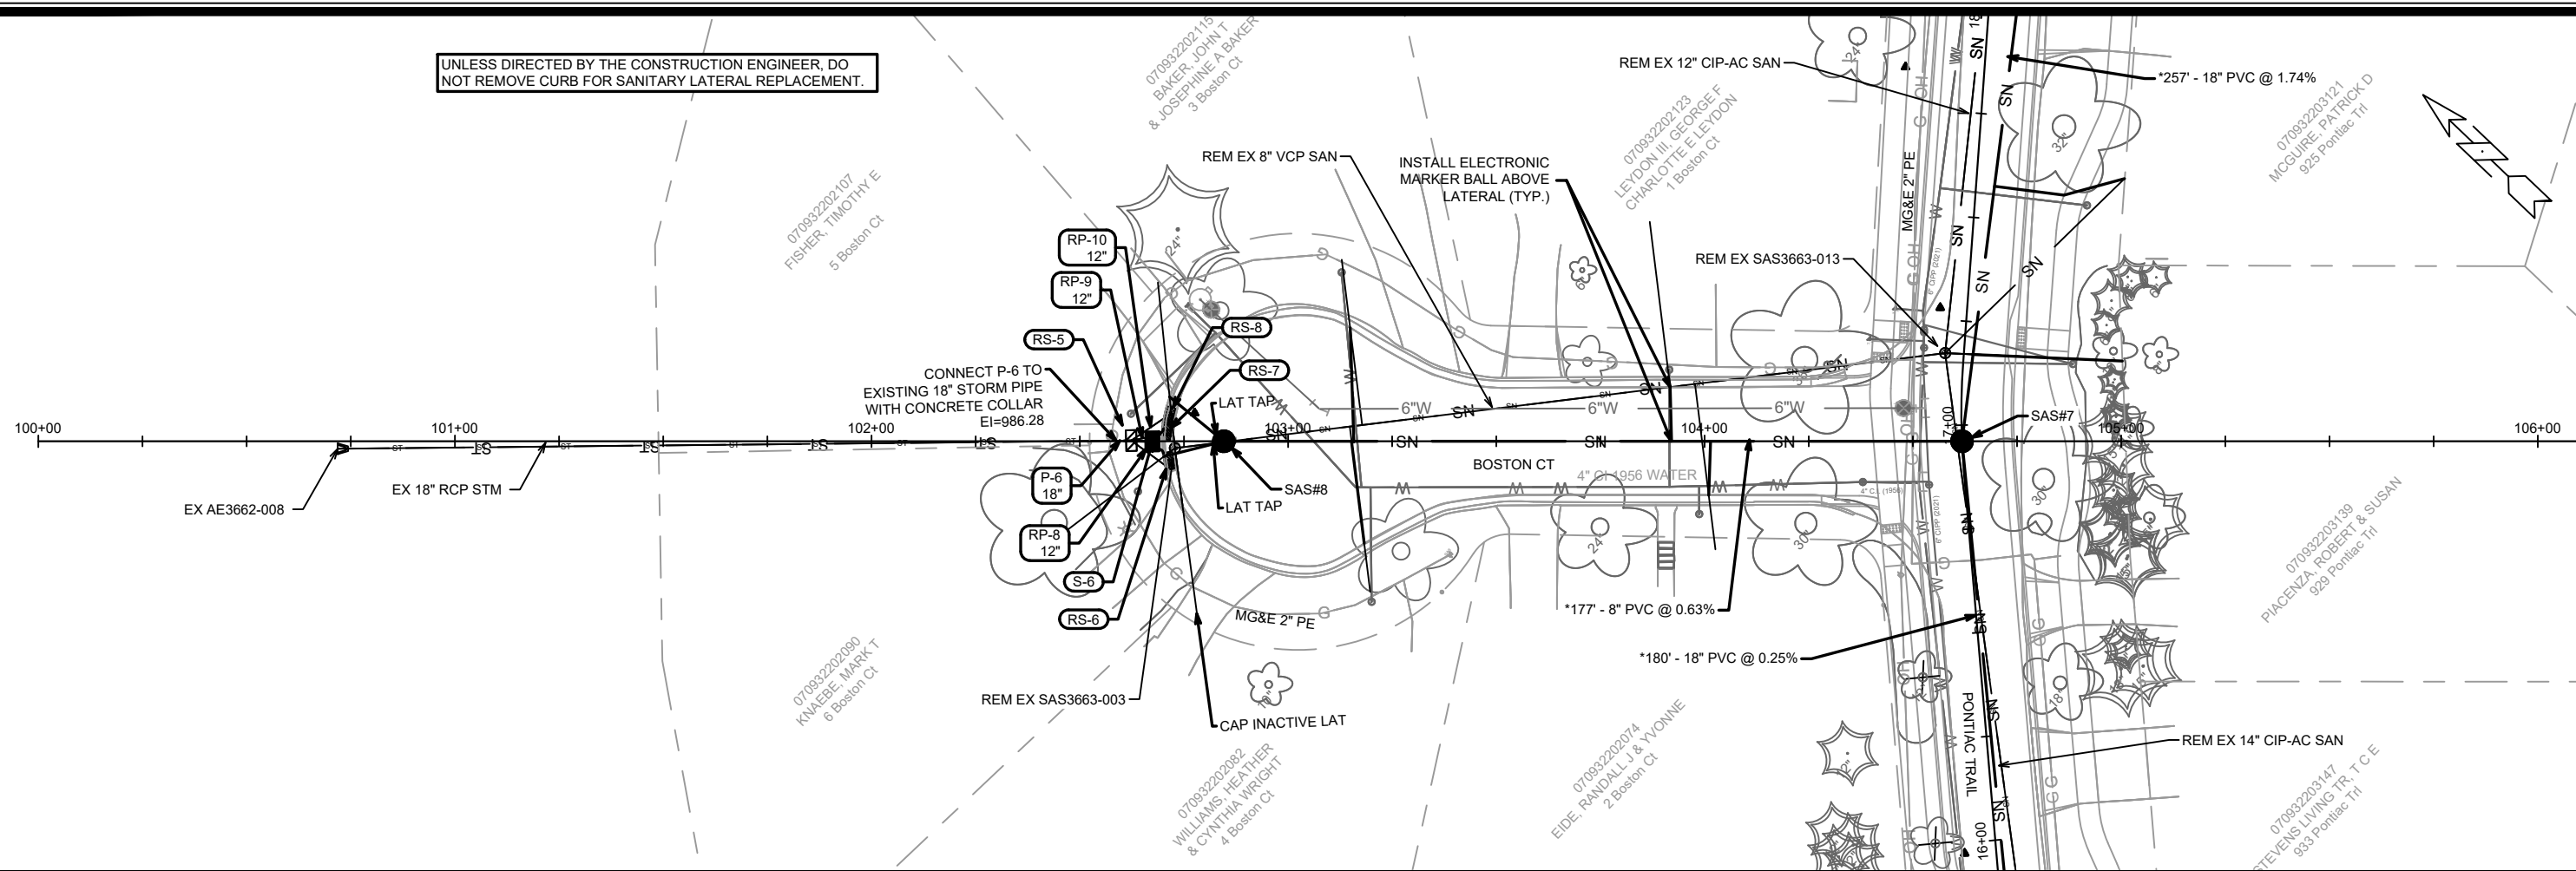 UNLESS DIRECTED BY THE CONSTRUCTION ENGINEER, DO
NOT REMOVE CURB FOR SANITARY LATERAL REPLACEMENT.
070932202115
BAKER, JOHN T
& JOSEPHINE A BAKER
3 Boston Ct
REM EX 12" CIP-AC SAN
*257' - 18" PVC @ 1.74%
070932203121
MCGUIRE, PATRICK D
925 Pontiac Trl
070932202123
LEYDON III, GEORGE F
CHARLOTTE E LEYDON
1 Boston Ct
REM EX 8" VCP SAN
INSTALL ELECTRONIC
MARKER BALL ABOVE
LATERAL (TYP.)
MG&E 2" PE
070932202107
FISHER, TIMOTHY E
5 Boston Ct
RP-10
12"
RP-9
12"
RS-5
RS-8
RS-7
REM EX SAS3663-013
CONNECT P-6 TO
EXISTING 18" STORM PIPE
WITH CONCRETE COLLAR
EI=986.28
LAT TAP
SAS#7
6"W
6"W
6"W
100+00
101+00
102+00
103+00
104+00
105+00
106+00
BOSTON CT
4" CI 1956 WATER
EX AE3662-008
EX 18" RCP STM
P-6
18"
SAS#8
LAT TAP
RP-8
12"
S-6
RS-6
*177' - 8" PVC @ 0.63%
MG&E 2" PE
*180' - 18" PVC @ 0.25%
070932203139
PIACENZA, ROBERT & SUSAN
929 Pontiac Trl
070932202090
KNAEBE, MARK T
6 Boston Ct
REM EX SAS3663-003
CAP INACTIVE LAT
PONTIAC TRAIL
REM EX 14" CIP-AC SAN
070932202082
WILLIAMS, HEATHER
& CYNTHIA WRIGHT
4 Boston Ct
070932202074
EIDE, RANDALL J & YVONNE
2 Boston Ct
070932203147
STEVENS LIVING TR, T C E
933 Pontiac Trl
16+00
24"
24"
32"
24"
30"
30"
18"